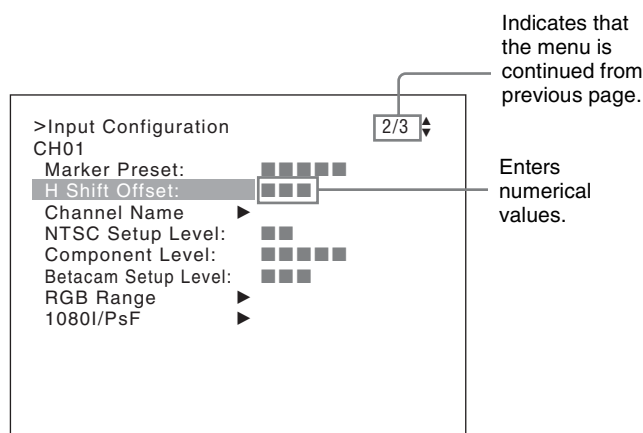 Indicates that
the menu is
continued from
previous page.
>Input Configuration 2/3
CH01
Marker Preset: ■■■■■
H Shift Offset: ■■■
Enters
numerical
values.
Channel Name ▶
NTSC Setup Level: ■■
Component Level: ■■■■■
Betacam Setup Level: ■■■
RGB Range ▶
1080I/PsF ▶